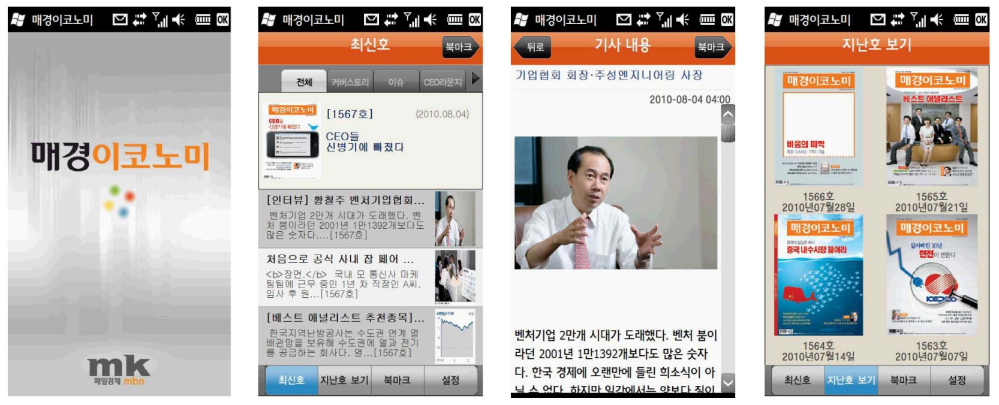 매경이코노미
OK
매경이코노미
mk
매일경제 mbn
매경이코노미
OK
최신호
북마크
전체
커버스토리
이슈
CEO라운지
매경이코노미
CEO들
신병기에 빠졌다
[1567호]
(2010.08.04)
CEO들
신병기에 빠졌다
[인터뷰] 황철주 벤처기업협회...
벤처기업 2만개 시대가 도래했다. 벤
처 붐이라던 2001년 1만1392개보다도
많은 숫자다....[1567호]
처음으로 공식 사내 잡 페어 ...
<b>장면.</b> 국내 모 통신사 마케
팅팀에 근무 중인 1년 차 직장인 A씨.
입사 후 원...[1567호]
[베스트 애널리스트 추천종목]...
한국지역난방공사는 수도권 연계 열
배관망을 보유해 수도권에 열과 전기
를 공급하는 회사다. 열...[1567호]
최신호
지난호 보기
북마크
설정
매경이코노미
OK
뒤로
기사 내용
북마크
기업협회 회장·주성엔지니어링 사장
2010-08-04 04:00
벤처기업 2만개 시대가 도래했다. 벤처 붐이
라던 2001년 1만1392개보다도 많은 숫자
다. 한국 경제에 오랜만에 들린 희소식이 아
닐 수 없다. 하지만 일각에서는 양보다 질이
매경이코노미
OK
지난호 보기
매경이코노미
비움의 미학
1566호
2010년07월28일
매경이코노미
베스트 애널리스트
1565호
2010년07월21일
매경이코노미
중국 내수시장 뚫어라
1564호
2010년07월14일
매경이코노미
잃어버린 10년
한전이 변한다
KEPCO
1563호
2010년07월07일
최신호
지난호 보기
북마크
설정